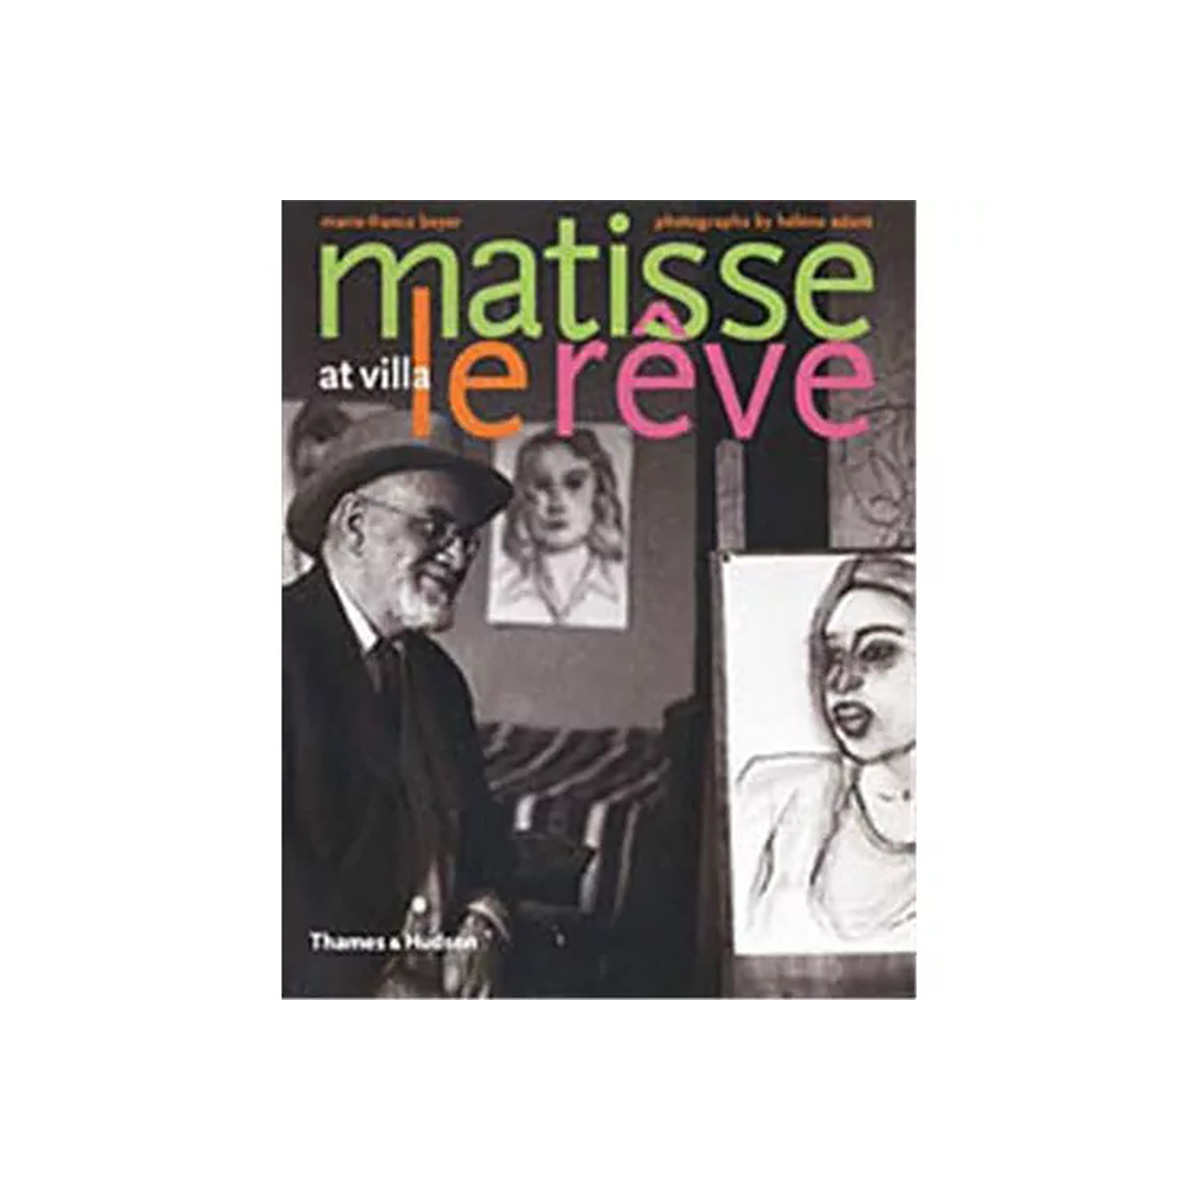 marie-france boyer photographs by hélène adant
matisse
at villa le rêve
Thames & Hudson